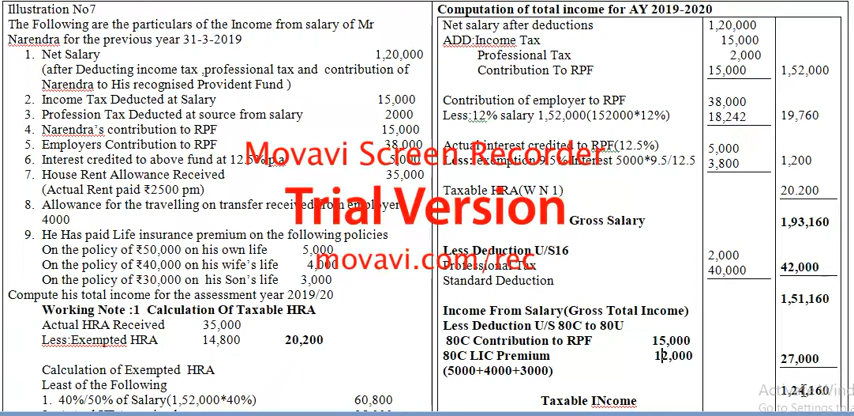 Illustration No7
The Following are the particulars of the Income from salary of Mr
Narendra for the previous year 31-3-2019
1. Net Salary 1,20,000
(after Deducting income tax ,professional tax and contribution of
Narendra to His recognised Provident Fund )
2. Income Tax Deducted at Salary 15,000
3. Profession Tax Deducted at source from salary 2000
4. Narendra's contribution to RPF 15,000
5. Employers Contribution to RPF 38,000
6. Interest credited to above fund at 12.5% p.a 5,000
7. House Rent Allowance Received 35,000
(Actual Rent paid ₹2500 pm)
8. Allowance for the travelling on transfer received from employer
4000
9. He Has paid Life insurance premium on the following policies
On the policy of ₹50,000 on his own life 5,000
On the policy of ₹40,000 on his wife's life 4,000
On the policy of ₹30,000 on his Son's life 3,000
Compute his total income for the assessment year 2019/20
Working Note :1 Calculation Of Taxable HRA
Actual HRA Received 35,000
Less:Exempted HRA 14,800 20,200
Calculation of Exempted HRA
Least of the Following
1. 40%/50% of Salary(1,52,000*40%) 60,800
Computation of total income for AY 2019-2020
Net salary after deductions 1,20,000
ADD:Income Tax 15,000
Professional Tax 2,000
Contribution To RPF 15,000 1,52,000
Contribution of employer to RPF 38,000
Less:12% salary 1,52,000(152000*12%) 18,242 19,760
Actual interest credited to RPF(12.5%) 5,000
Less:exemption 9.5% Interest 5000*9.5/12.5 3,800 1,200
Taxable HRA(W N 1) 20.200
Gross Salary 1,93,160
Less Deduction U/S16
Professional Tax 2,000
Standard Deduction 40,000 42,000
1,51,160
Income From Salary(Gross Total Income)
Less Deduction U/S 80C to 80U
80C Contribution to RPF 15,000
80C LIC Premium 12,000
(5000+4000+3000) 27,000
Taxable INcome 1,24,160
Movavi Screen Recorder
Trial Version
movavi.com/rec